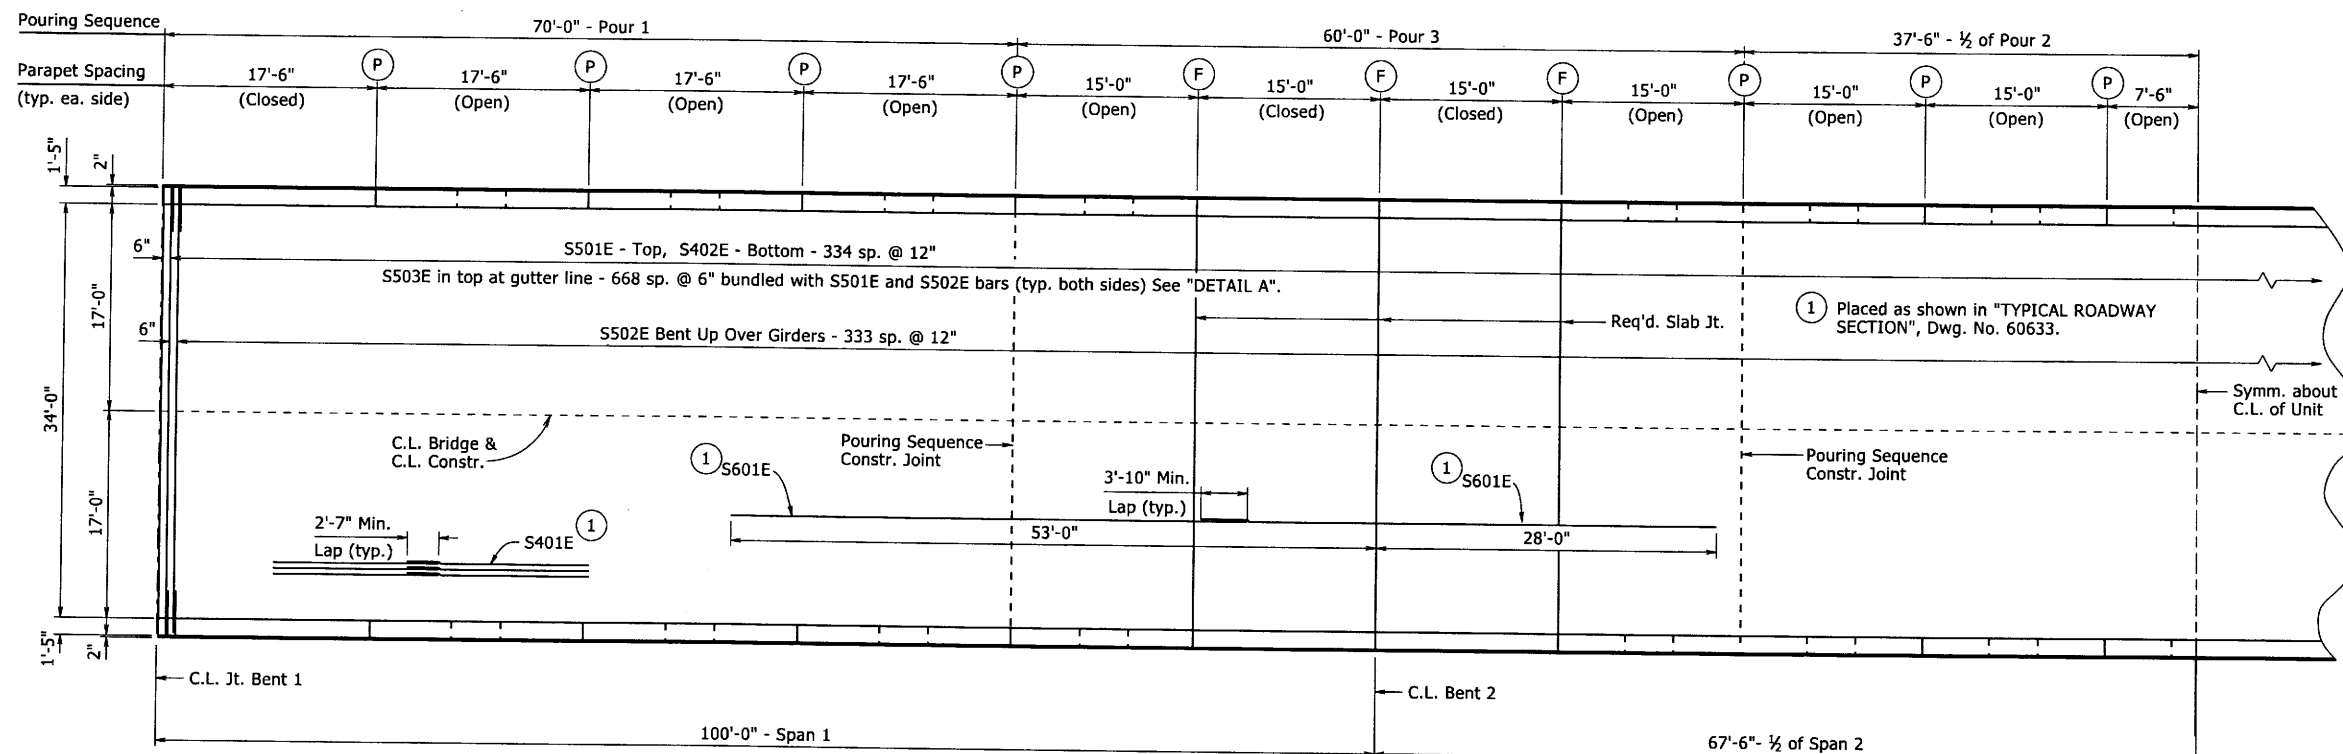 Pouring Sequence
70'-0" - Pour 1
60'-0" - Pour 3
37'-6" - ½ of Pour 2
Parapet Spacing
(typ. ea. side)
17'-6"
(Closed)
P
17'-6"
(Open)
P
17'-6"
(Open)
P
17'-6"
(Open)
P
15'-0"
(Open)
F
15'-0"
(Closed)
F
15'-0"
(Closed)
F
15'-0"
(Open)
P
15'-0"
(Open)
P
15'-0"
(Open)
P
7'-6"
(Open)
1'-5"
2"
6"
S501E - Top, S402E - Bottom - 334 sp. @ 12"
S503E in top at gutter line - 668 sp. @ 6" bundled with S501E and S502E bars (typ. both sides) See "DETAIL A".
17'-0"
6"
S502E Bent Up Over Girders - 333 sp. @ 12"
Req'd. Slab Jt.
1 Placed as shown in "TYPICAL ROADWAY
SECTION", Dwg. No. 60633.
34'-0"
Symm. about
C.L. of Unit
C.L. Bridge &
C.L. Constr.
Pouring Sequence
Constr. Joint
Pouring Sequence
Constr. Joint
1 S601E
3'-10" Min.
Lap (typ.)
1 S601E
17'-0"
2'-7" Min.
Lap (typ.)
S401E 1
53'-0"
28'-0"
1'-5"
2"
C.L. Jt. Bent 1
C.L. Bent 2
100'-0" - Span 1
67'-6"- ½ of Span 2